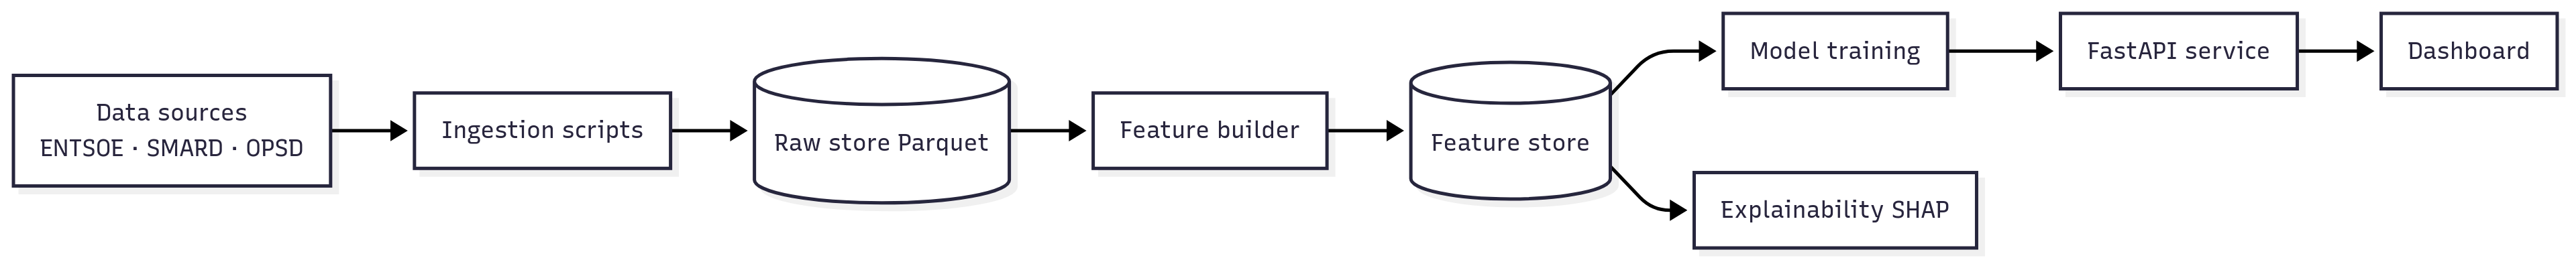 Data sources
ENTSOE · SMARD · OPSD
Ingestion scripts
Raw store Parquet
Feature builder
Feature store
Model training
FastAPI service
Dashboard
Explainability SHAP